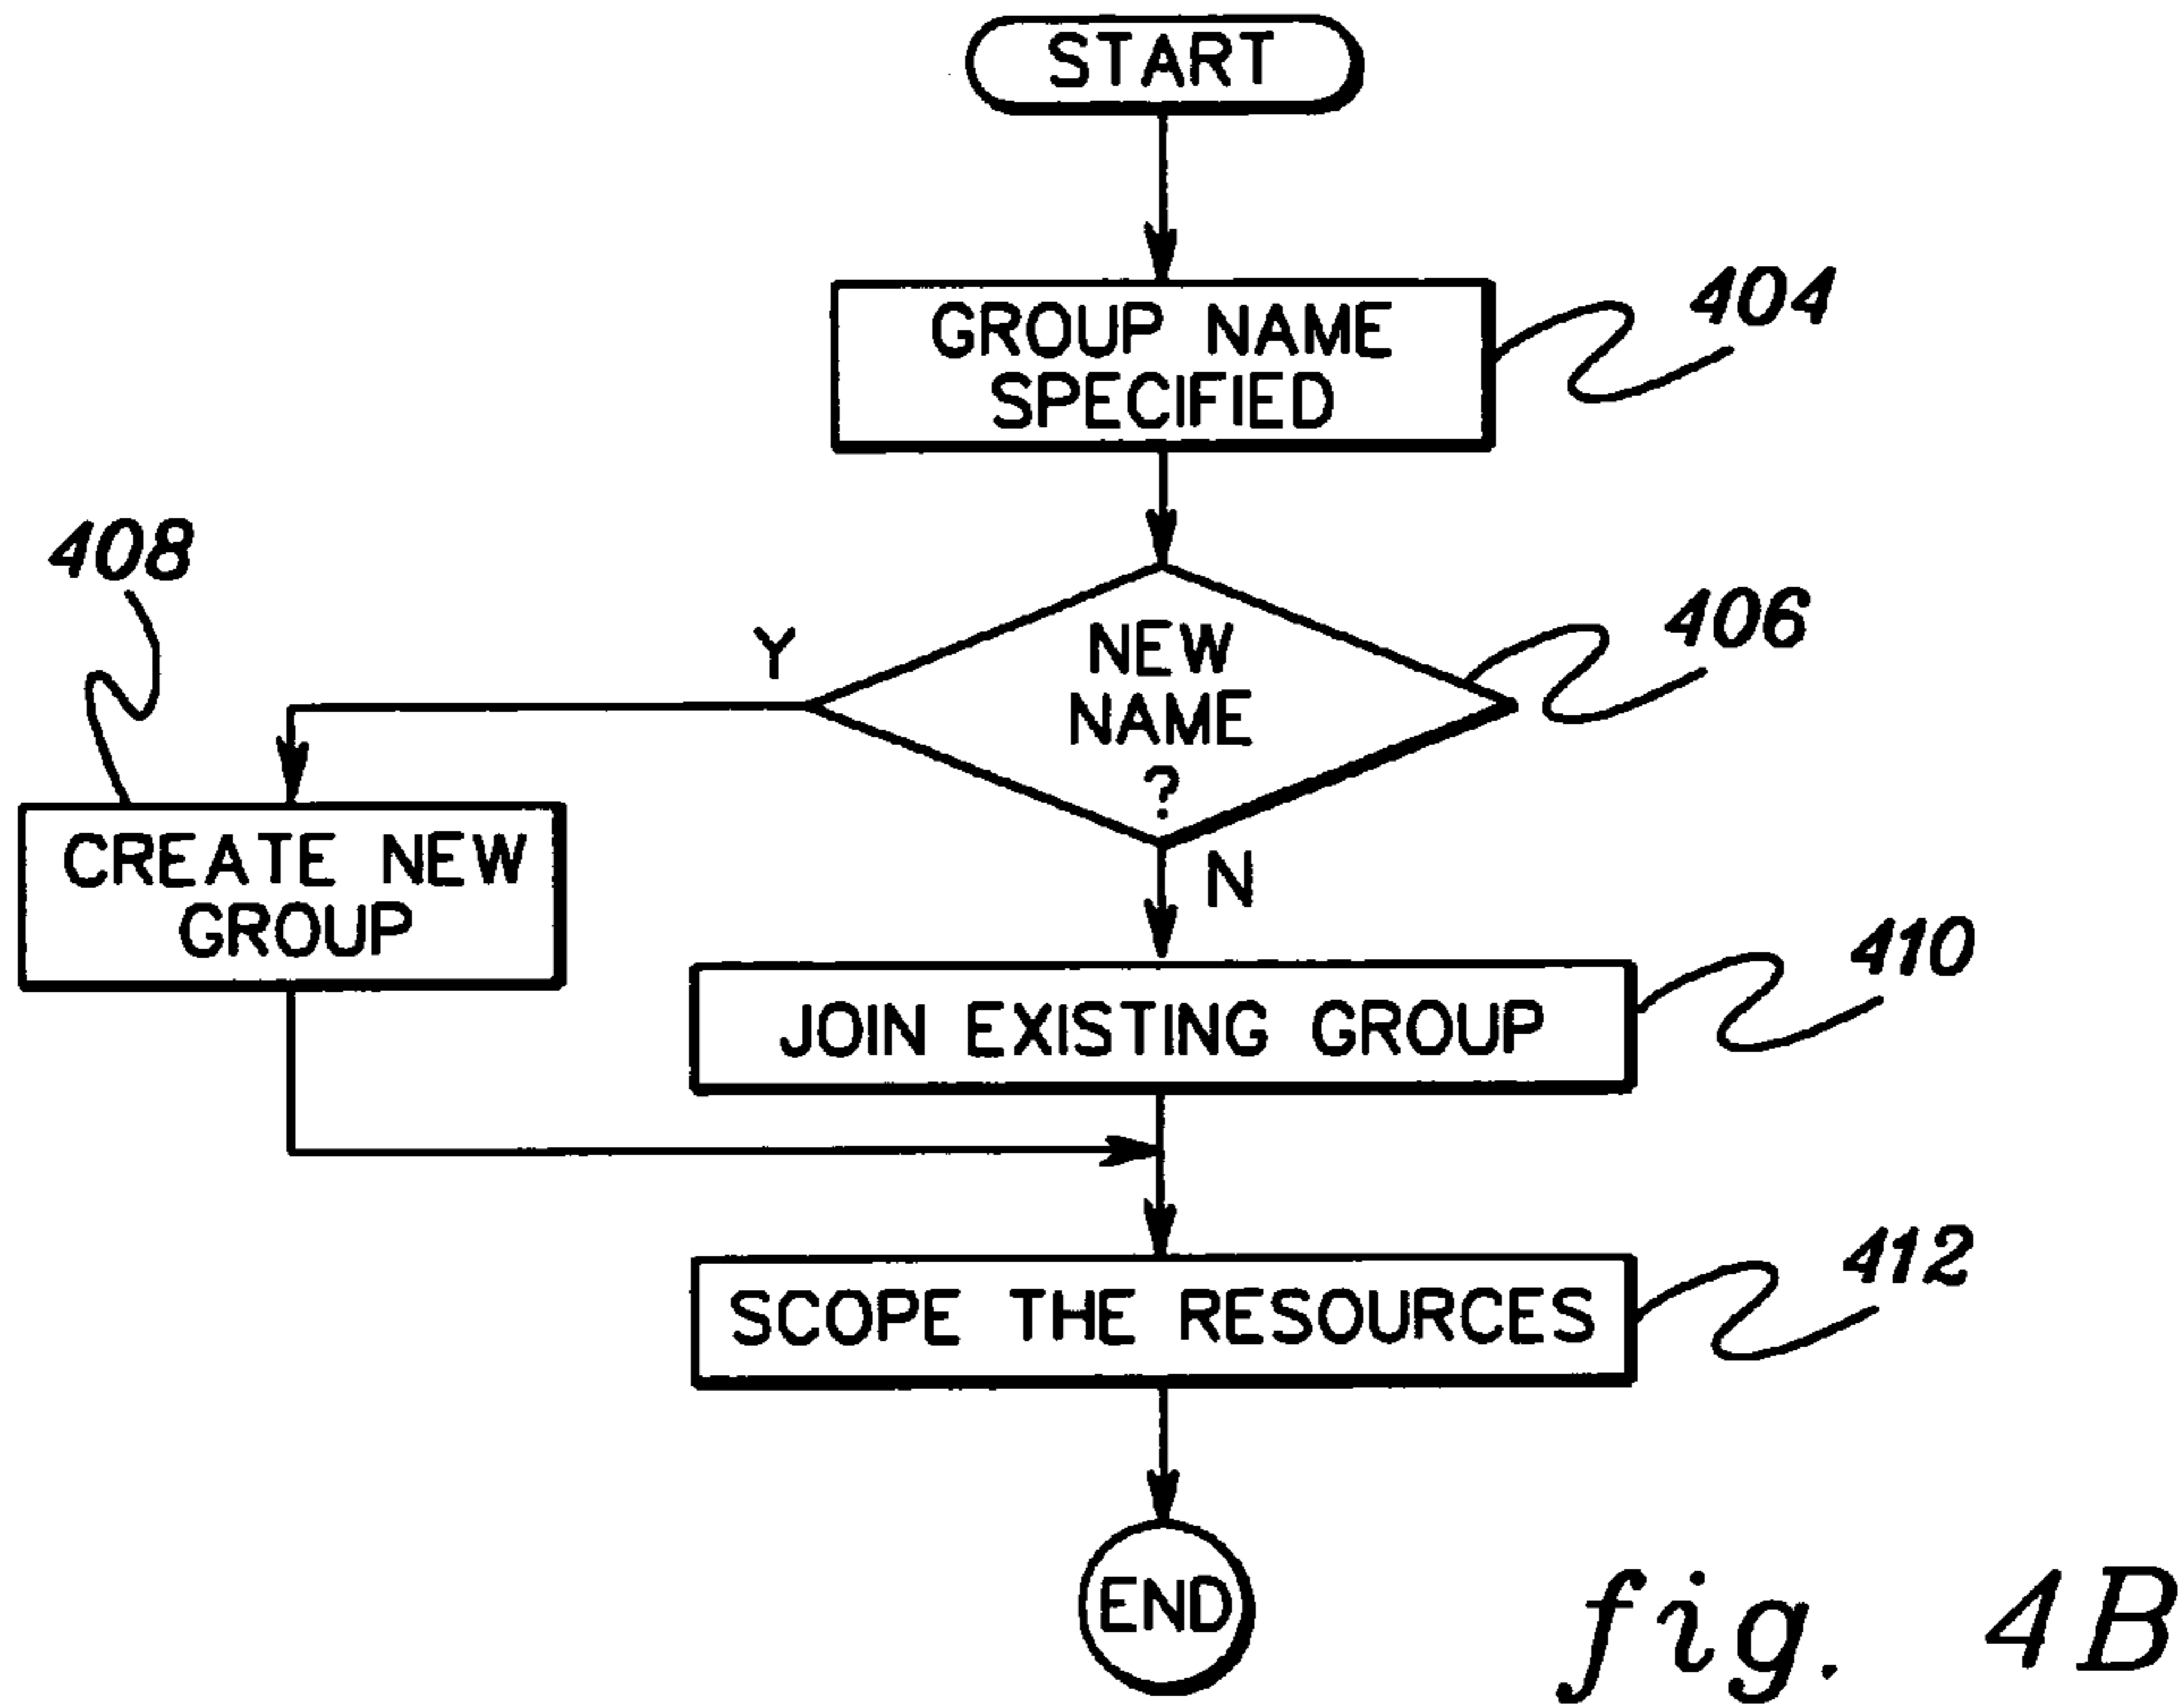 START
GROUP NAME
SPECIFIED
404
408
NEW
NAME
?
406
Y
N
CREATE NEW
GROUP
JOIN EXISTING GROUP
410
SCOPE THE RESOURCES
412
END
fig. 4B